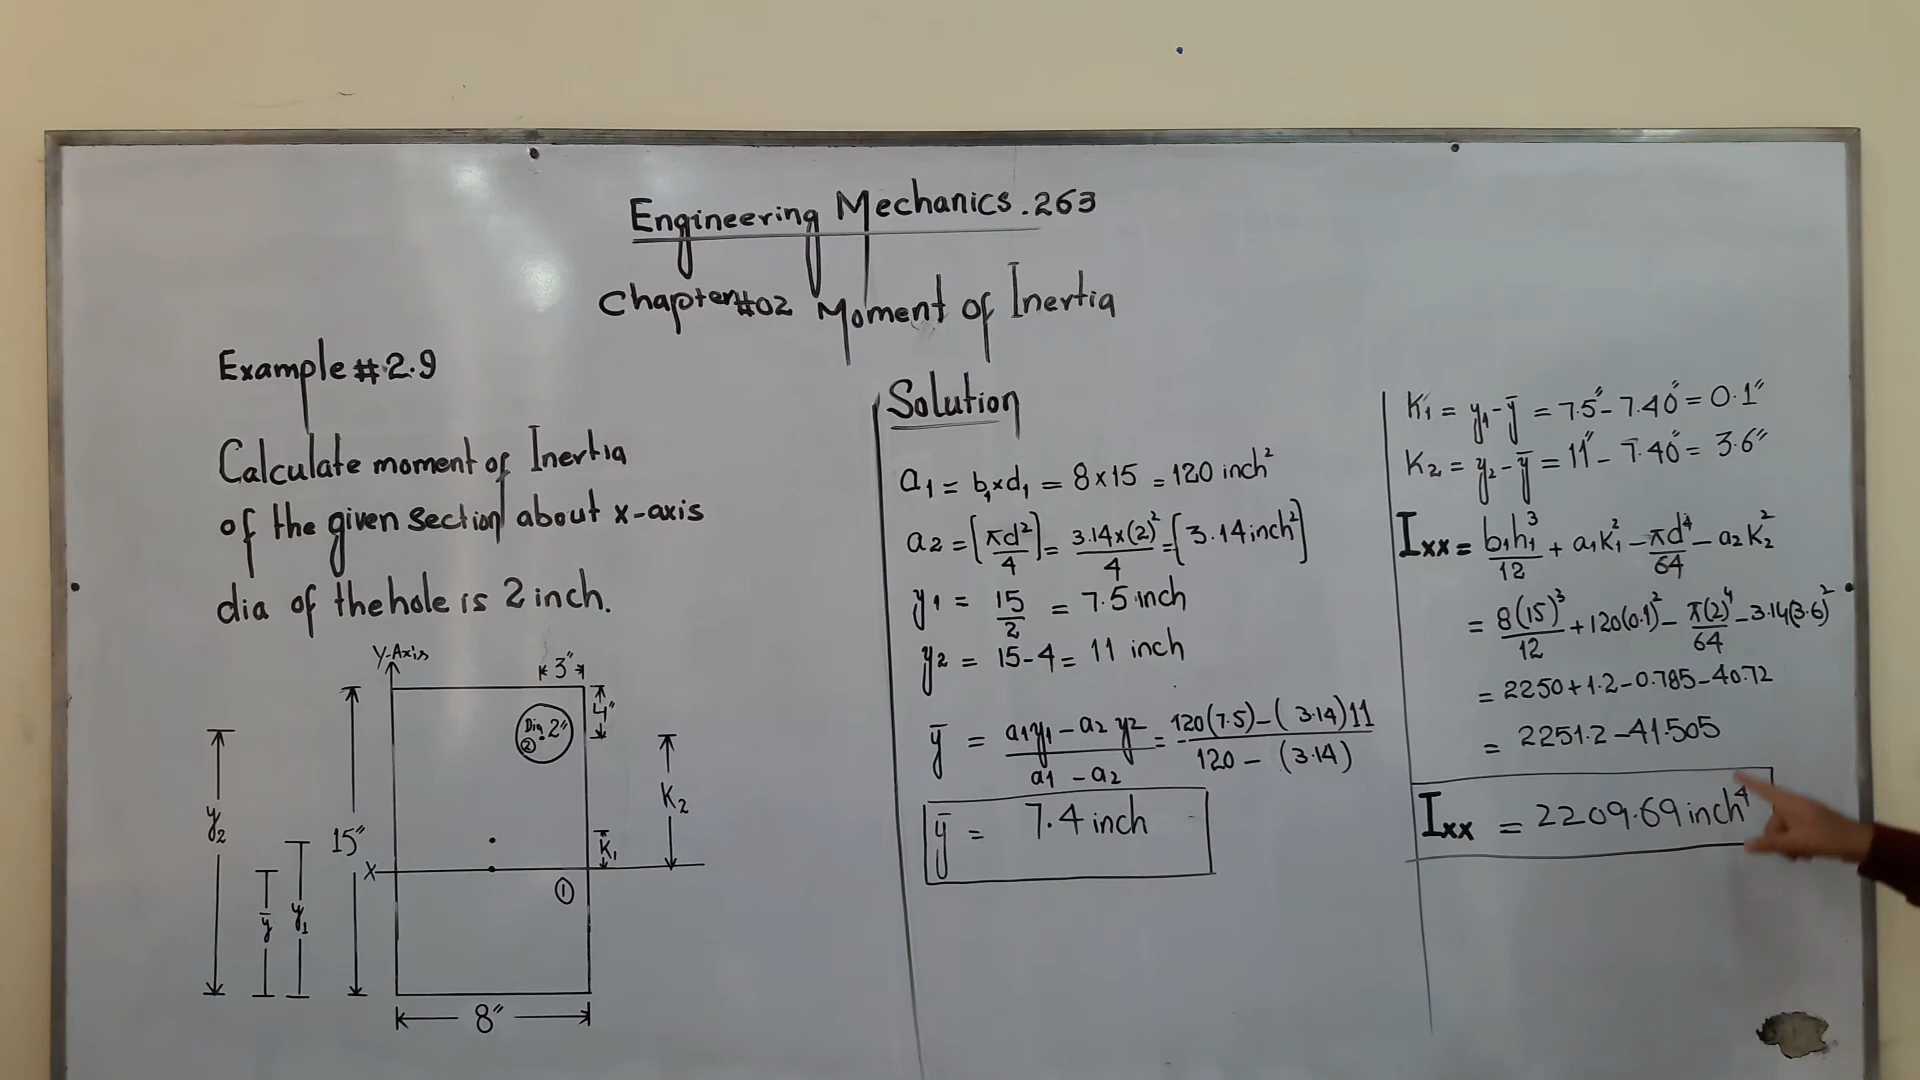 Engineering Mechanics.263
Chapter#02 Moment of Inertia
Example#2.9
Calculate moment of Inertia
of the given section about x-axis
dia of the hole is 2 inch.
Y-Axis
3"
4"
Dia 2"
②
K2
y2
15"
K1
X
①
ȳ
y1
8"
Solution
a1 = b1×d1 = 8×15 = 120 inch²
a2 = [πd²/4] = 3.14×(2)²/4 = [3.14 inch²]
y1 = 15/2 = 7.5 inch
y2 = 15-4 = 11 inch
ȳ = a1y1 - a2y2 / a1 - a2 = 120(7.5) - (3.14)11 / 120 - (3.14)
ȳ = 7.4 inch
K1 = y1 - ȳ = 7.5" - 7.40" = 0.1"
K2 = y2 - ȳ = 11" - 7.40" = 3.6"
Ixx = b1h1³/12 + a1K1² - πd⁴/64 - a2K2²
= 8(15)³/12 + 120(0.1)² - π(2)⁴/64 - 3.14(3.6)²
= 2250+1.2-0.785-40.72
= 2251.2-41.505
Ixx = 2209.69 inch⁴